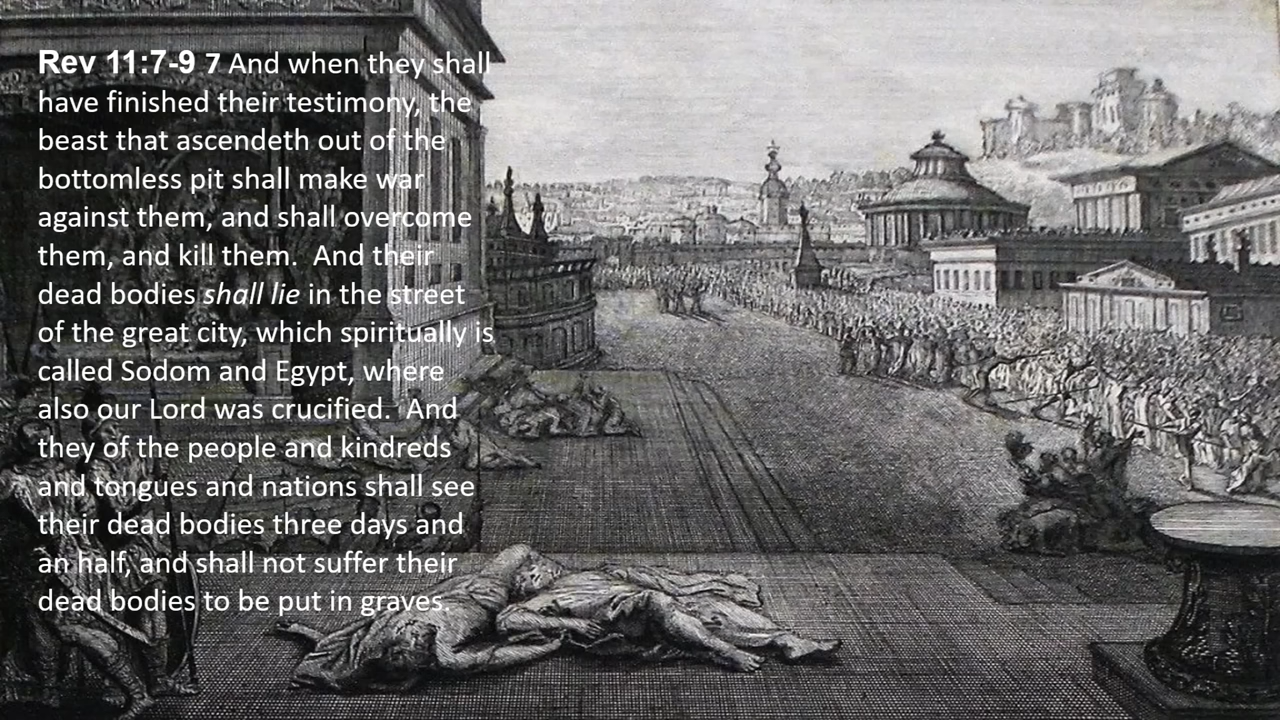 Rev 11:7-9 7 And when they shall
have finished their testimony, the
beast that ascendeth out of the
bottomless pit shall make war
against them, and shall overcome
them, and kill them.  And their
dead bodies shall lie in the street
of the great city, which spiritually is
called Sodom and Egypt, where
also our Lord was crucified.  And
they of the people and kindreds
and tongues and nations shall see
their dead bodies three days and
an half, and shall not suffer their
dead bodies to be put in graves.